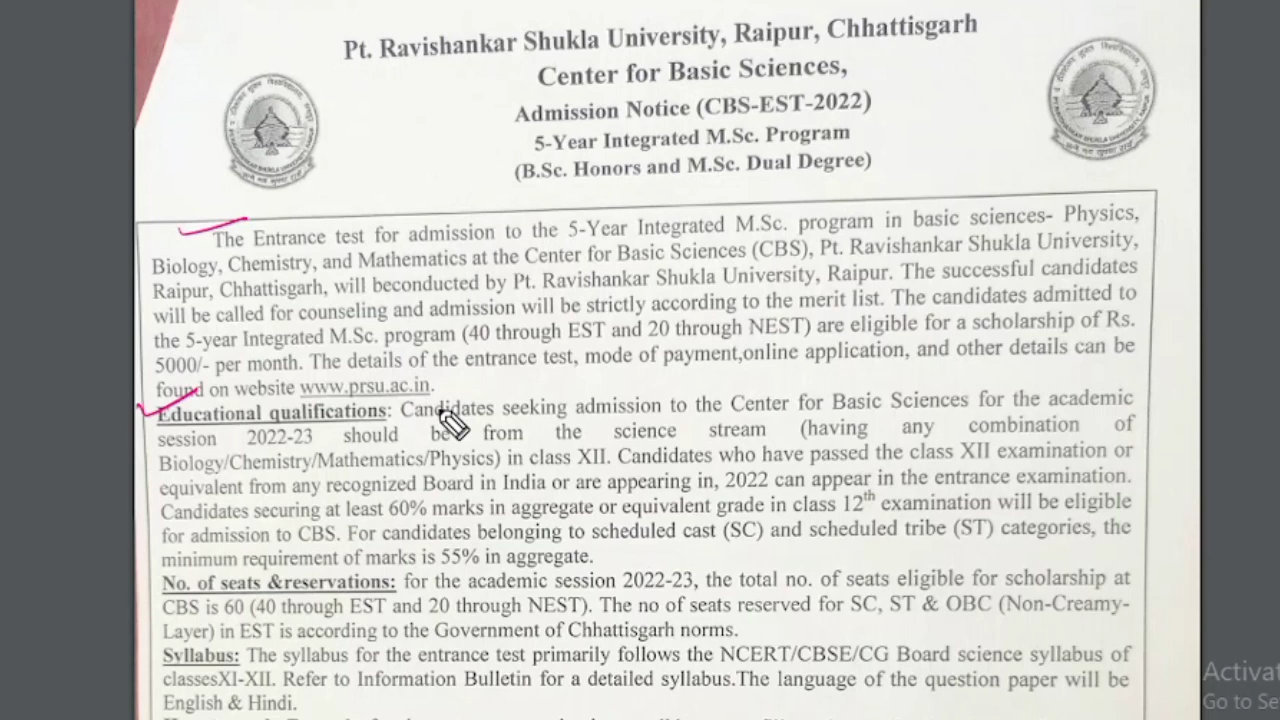 Pt. Ravishankar Shukla University, Raipur, Chhattisgarh
Center for Basic Sciences,
Admission Notice (CBS-EST-2022)
5-Year Integrated M.Sc. Program
(B.Sc. Honors and M.Sc. Dual Degree)
The Entrance test for admission to the 5-Year Integrated M.Sc. program in basic sciences- Physics,
Biology, Chemistry, and Mathematics at the Center for Basic Sciences (CBS), Pt. Ravishankar Shukla University,
Raipur, Chhattisgarh, will beconducted by Pt. Ravishankar Shukla University, Raipur. The successful candidates
will be called for counseling and admission will be strictly according to the merit list. The candidates admitted to
the 5-year Integrated M.Sc. program (40 through EST and 20 through NEST) are eligible for a scholarship of Rs.
5000/- per month. The details of the entrance test, mode of payment,online application, and other details can be
found on website www.prsu.ac.in.
Educational qualifications: Candidates seeking admission to the Center for Basic Sciences for the academic
session 2022-23 should be from the science stream (having any combination of
Biology/Chemistry/Mathematics/Physics) in class XII. Candidates who have passed the class XII examination or
equivalent from any recognized Board in India or are appearing in, 2022 can appear in the entrance examination.
Candidates securing at least 60% marks in aggregate or equivalent grade in class 12th examination will be eligible
for admission to CBS. For candidates belonging to scheduled cast (SC) and scheduled tribe (ST) categories, the
minimum requirement of marks is 55% in aggregate.
No. of seats &reservations: for the academic session 2022-23, the total no. of seats eligible for scholarship at
CBS is 60 (40 through EST and 20 through NEST). The no of seats reserved for SC, ST & OBC (Non-Creamy-
Layer) in EST is according to the Government of Chhattisgarh norms.
Syllabus: The syllabus for the entrance test primarily follows the NCERT/CBSE/CG Board science syllabus of
classesXI-XII. Refer to Information Bulletin for a detailed syllabus.The language of the question paper will be
English & Hindi.
Activat
Go to Se